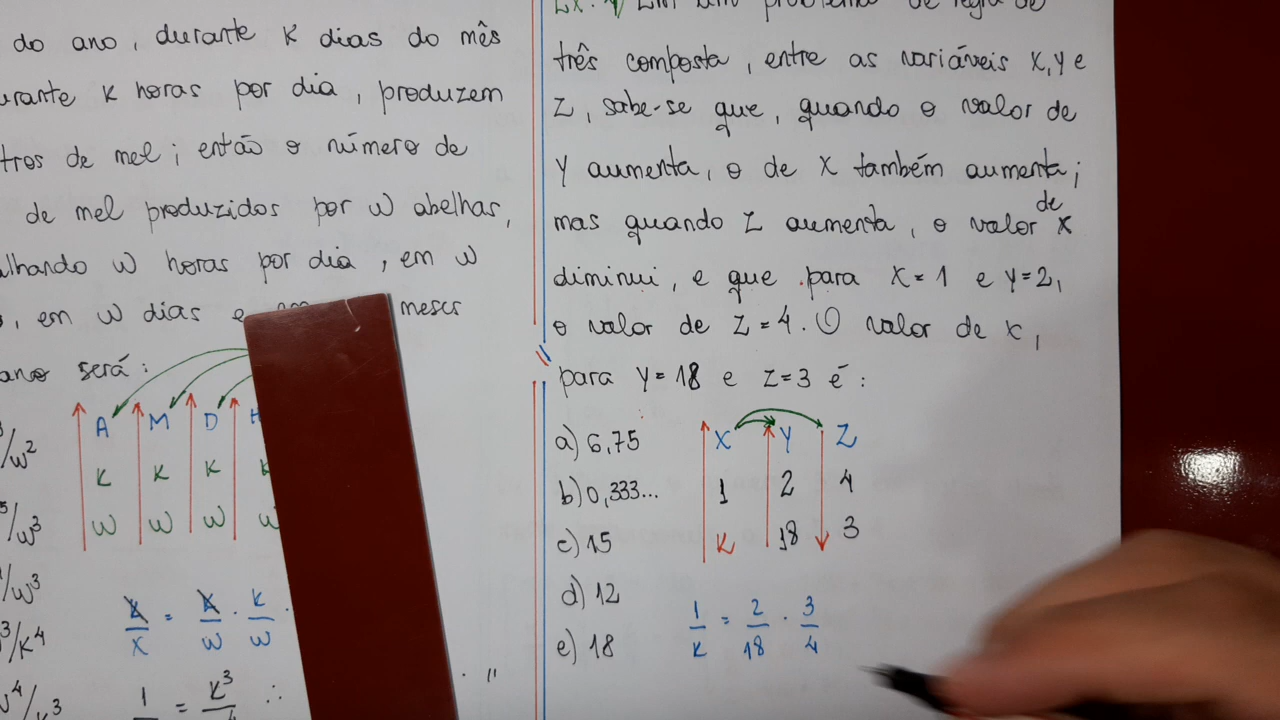 do ano, durante K dias do mês
urante K horas por dia, produzem
tros de mel; então o número de
de mel produzidos por W abelhas,
lhando W horas por dia, em W
, em W dias e meses
ano será:
/W²
/W³
/W³
³/K⁴
A M D
K K K K
W W W W
K/X = K/W · K/W ·
1 = K³ ∴
"
três composta, entre as variáveis X, Y e
Z, sabe-se que, quando o valor de
Y aumenta, o de X também aumenta;
mas quando Z aumenta, o valor de X
diminui, e que para X=1 e Y=2,
o valor de Z=4. O valor de X,
para Y=18 e Z=3 é:
a) 6,75
b) 0,333...
c) 15
d) 12
e) 18
X Y Z
1 2 4
K 18 3
1/K = 2/18 · 3/4